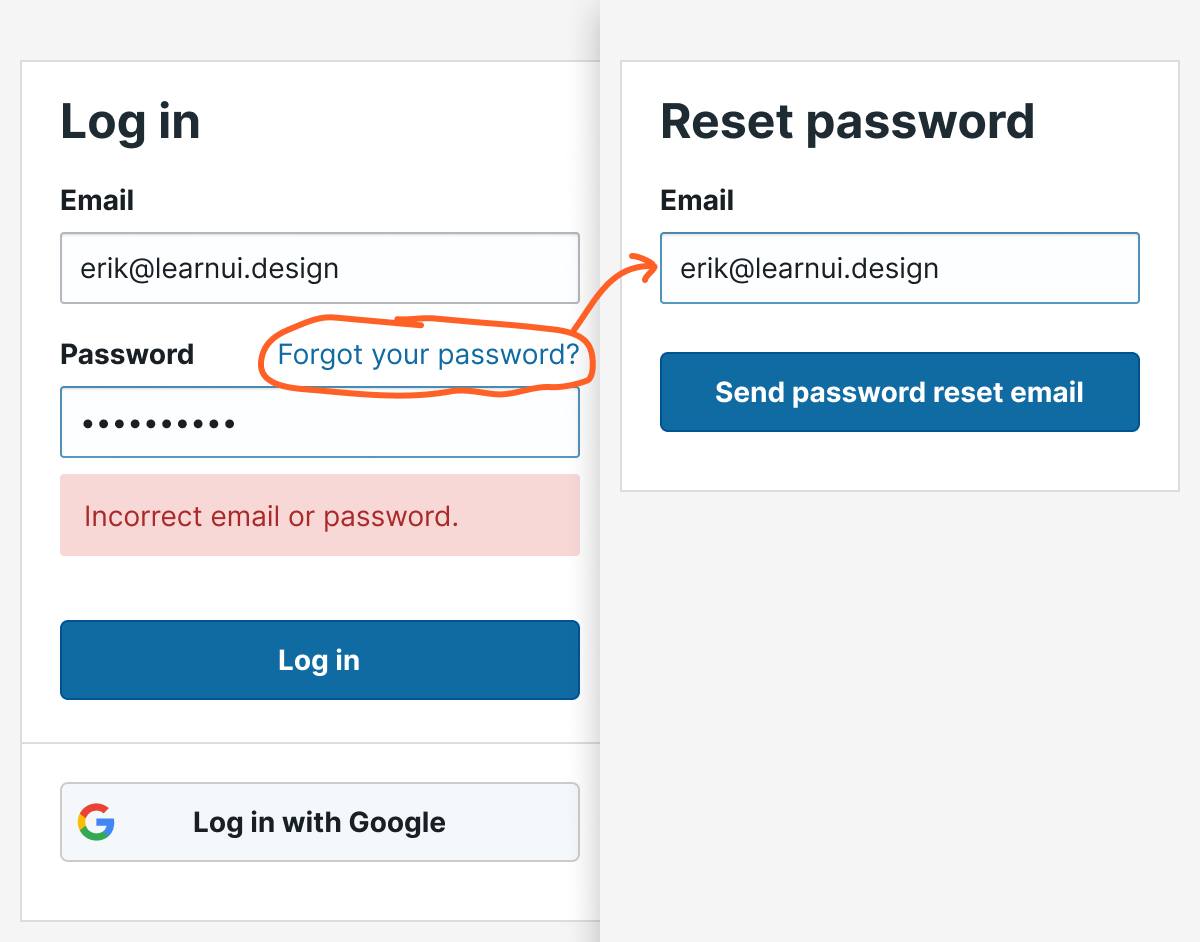 Log in
Email
erik@learnui.design
Password
Forgot your password?
••••••••••
Incorrect email or password.
Log in
Log in with Google
Reset password
Email
erik@learnui.design
Send password reset email